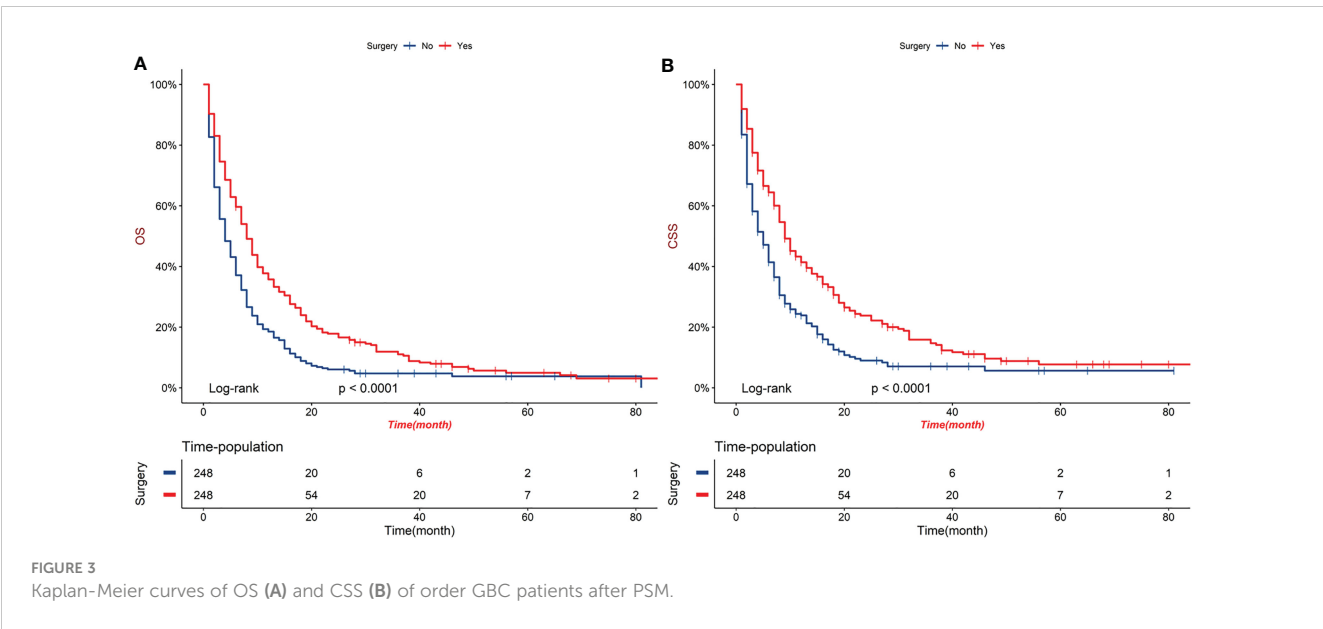 Surgery No Yes
A
OS
100%
80%
60%
40%
20%
0%
Log-rank p < 0.0001
0 20 40 60 80
Time(month)
Time-population
Surgery
248 20 6 2 1
248 54 20 7 2
0 20 40 60 80
Time(month)
Surgery No Yes
B
CSS
100%
80%
60%
40%
20%
0%
Log-rank p < 0.0001
0 20 40 60 80
Time(month)
Time-population
Surgery
248 20 6 2 1
248 54 20 7 2
0 20 40 60 80
Time(month)
FIGURE 3
Kaplan-Meier curves of OS (A) and CSS (B) of order GBC patients after PSM.